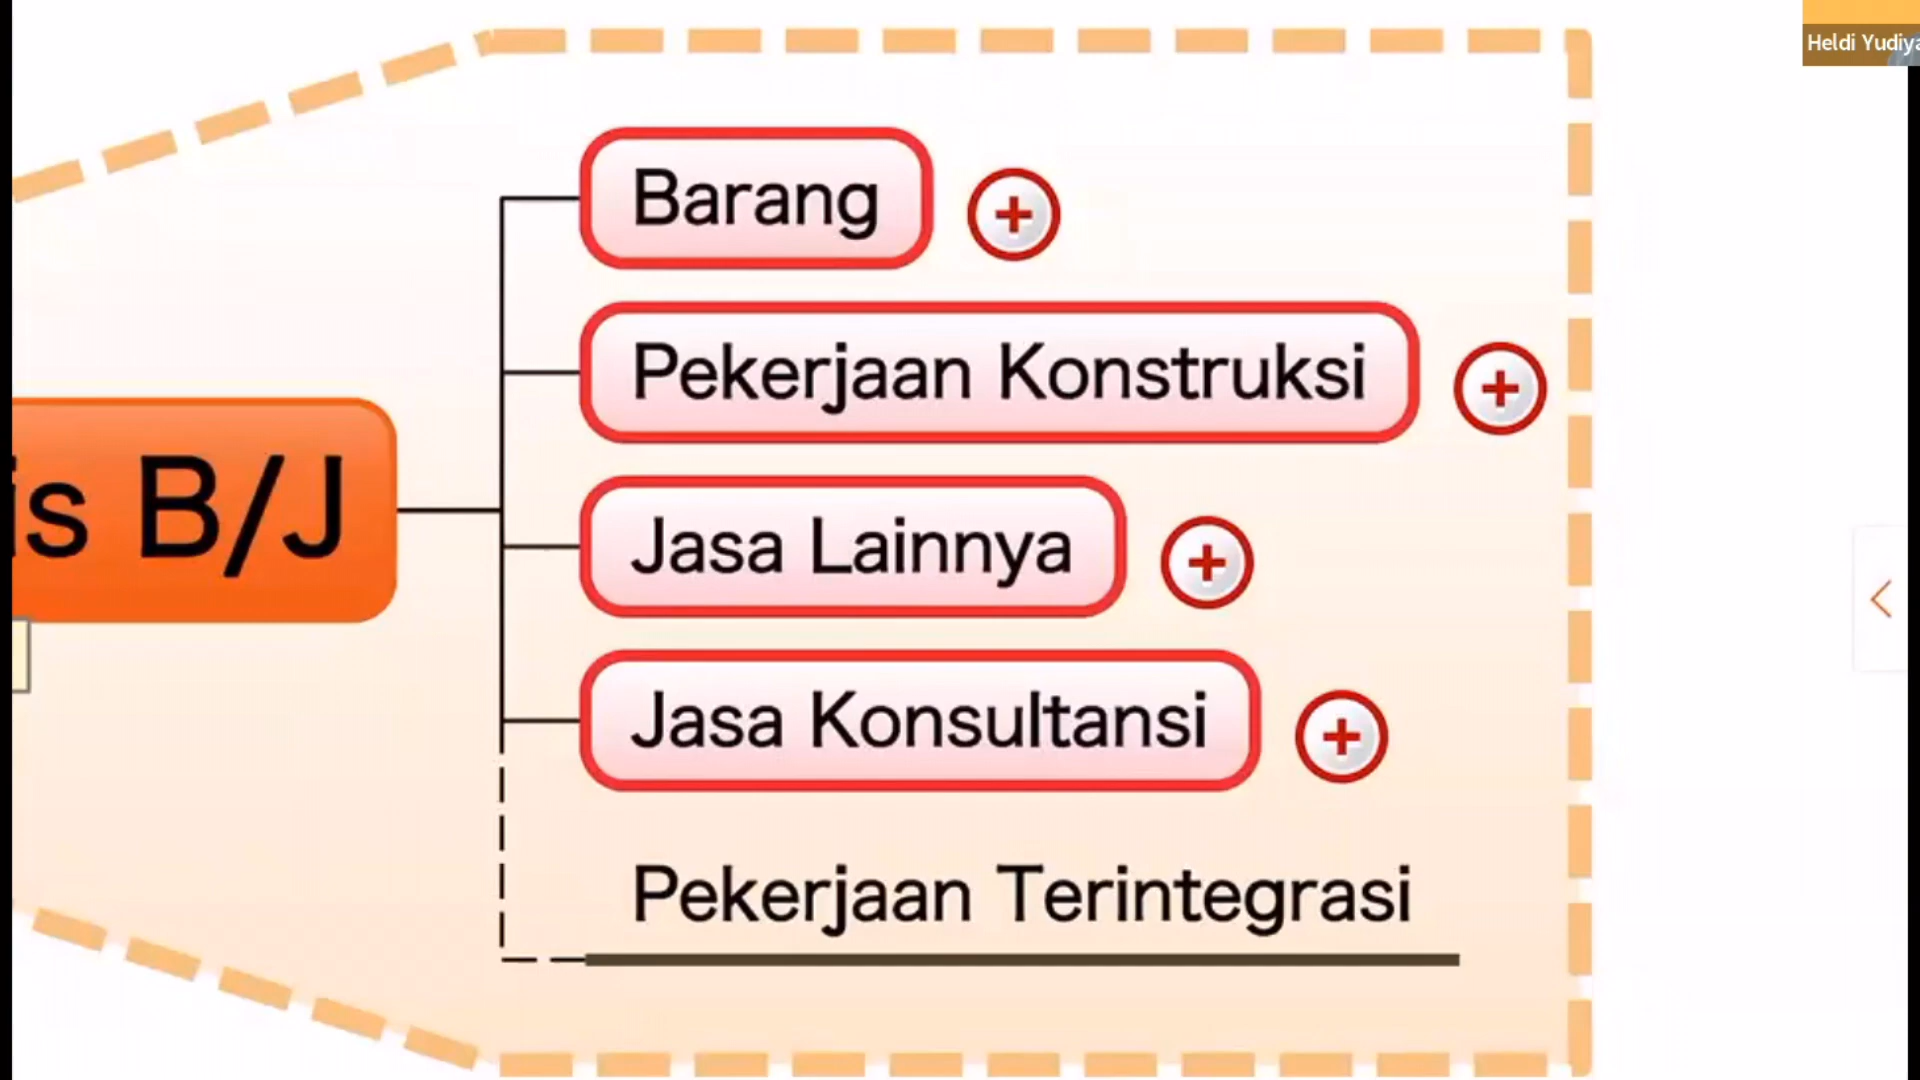 Heldi Yudiya
Barang
Pekerjaan Konstruksi
is B/J
Jasa Lainnya
Jasa Konsultansi
Pekerjaan Terintegrasi